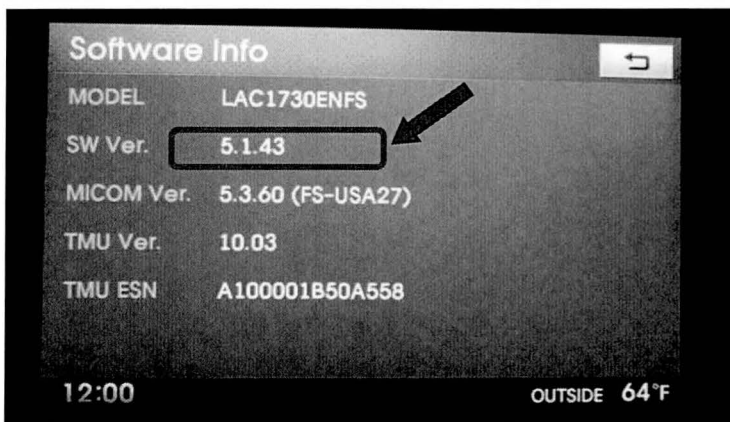 Software Info
MODEL LAC1730ENFS
SW Ver. 5.1.43
MICOM Ver. 5.3.60 (FS-USA27)
TMU Ver. 10.03
TMU ESN A100001B50A558
12:00 OUTSIDE 64°F